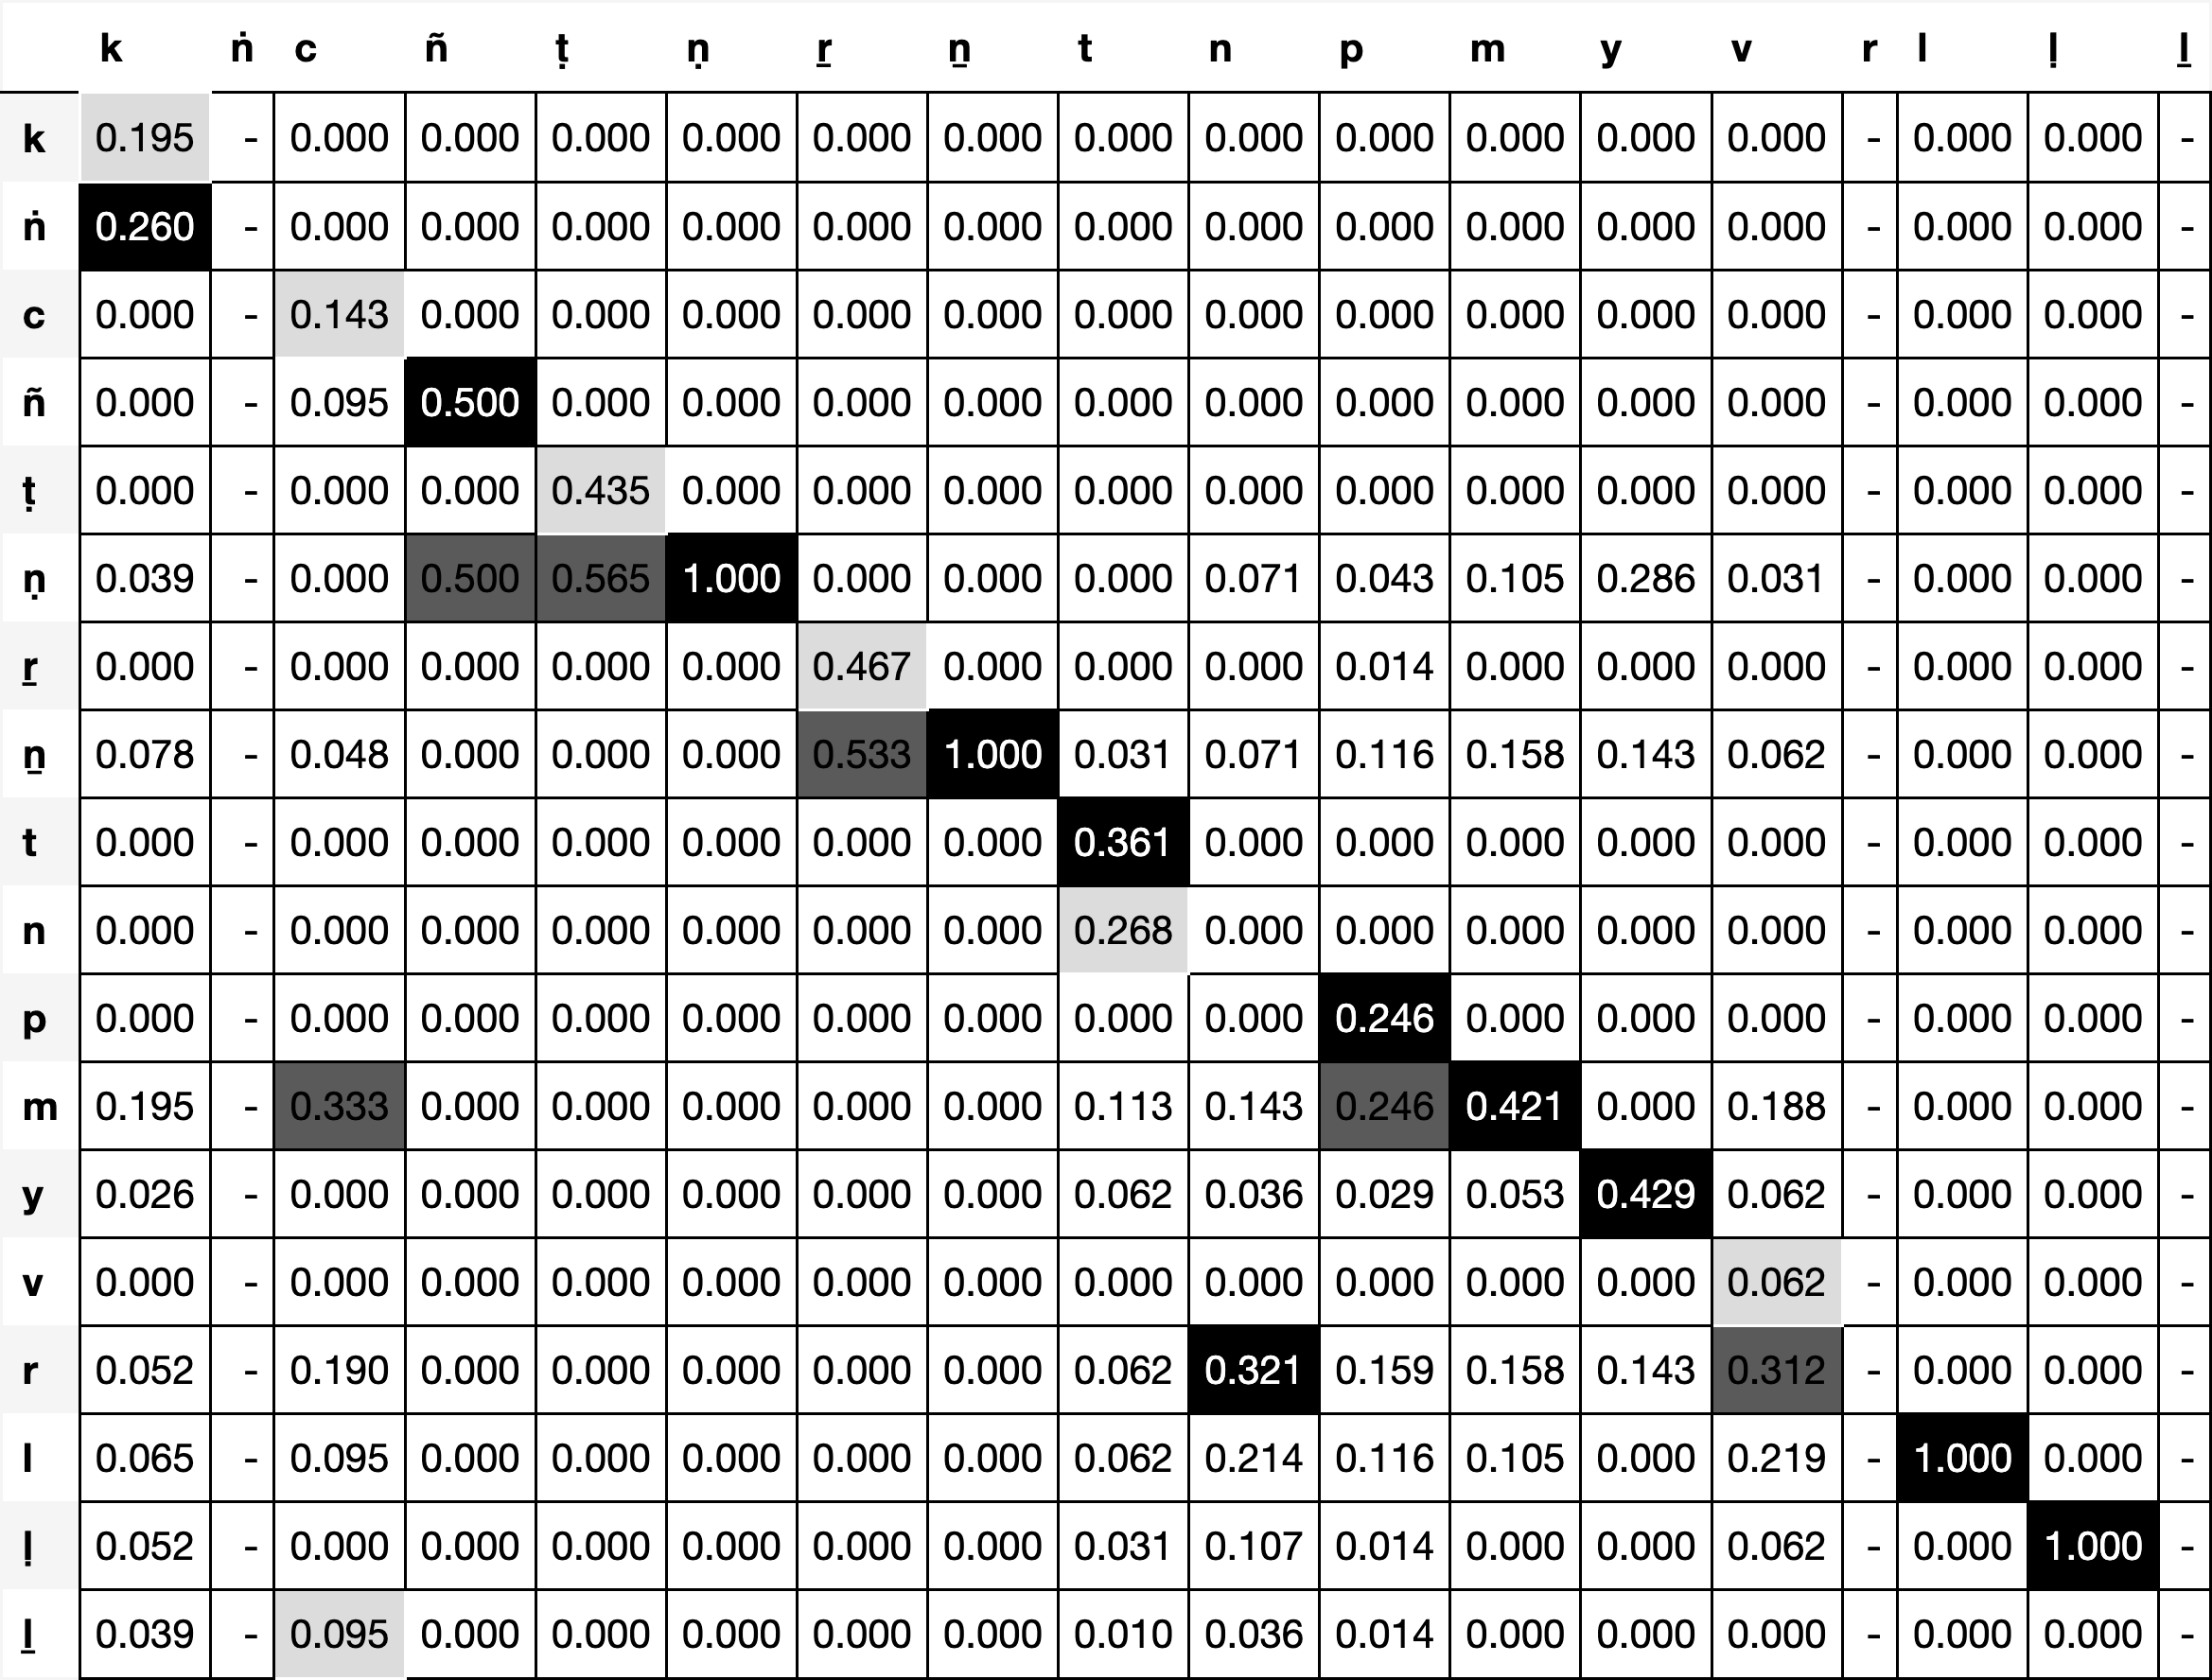 k ṅ c ñ ṭ ṇ ṟ ṉ t n p m y v r l ḷ ḻ
k 0.195 - 0.000 0.000 0.000 0.000 0.000 0.000 0.000 0.000 0.000 0.000 0.000 0.000 - 0.000 0.000 -
ṅ 0.260 - 0.000 0.000 0.000 0.000 0.000 0.000 0.000 0.000 0.000 0.000 0.000 0.000 - 0.000 0.000 -
c 0.000 - 0.143 0.000 0.000 0.000 0.000 0.000 0.000 0.000 0.000 0.000 0.000 0.000 - 0.000 0.000 -
ñ 0.000 - 0.095 0.500 0.000 0.000 0.000 0.000 0.000 0.000 0.000 0.000 0.000 0.000 - 0.000 0.000 -
ṭ 0.000 - 0.000 0.000 0.435 0.000 0.000 0.000 0.000 0.000 0.000 0.000 0.000 0.000 - 0.000 0.000 -
ṇ 0.039 - 0.000 0.500 0.565 1.000 0.000 0.000 0.000 0.071 0.043 0.105 0.286 0.031 - 0.000 0.000 -
ṟ 0.000 - 0.000 0.000 0.000 0.000 0.467 0.000 0.000 0.000 0.014 0.000 0.000 0.000 - 0.000 0.000 -
ṉ 0.078 - 0.048 0.000 0.000 0.000 0.533 1.000 0.031 0.071 0.116 0.158 0.143 0.062 - 0.000 0.000 -
t 0.000 - 0.000 0.000 0.000 0.000 0.000 0.000 0.361 0.000 0.000 0.000 0.000 0.000 - 0.000 0.000 -
n 0.000 - 0.000 0.000 0.000 0.000 0.000 0.000 0.268 0.000 0.000 0.000 0.000 0.000 - 0.000 0.000 -
p 0.000 - 0.000 0.000 0.000 0.000 0.000 0.000 0.000 0.000 0.246 0.000 0.000 0.000 - 0.000 0.000 -
m 0.195 - 0.333 0.000 0.000 0.000 0.000 0.000 0.113 0.143 0.246 0.421 0.000 0.188 - 0.000 0.000 -
y 0.026 - 0.000 0.000 0.000 0.000 0.000 0.000 0.062 0.036 0.029 0.053 0.429 0.062 - 0.000 0.000 -
v 0.000 - 0.000 0.000 0.000 0.000 0.000 0.000 0.000 0.000 0.000 0.000 0.000 0.062 - 0.000 0.000 -
r 0.052 - 0.190 0.000 0.000 0.000 0.000 0.000 0.062 0.321 0.159 0.158 0.143 0.312 - 0.000 0.000 -
l 0.065 - 0.095 0.000 0.000 0.000 0.000 0.000 0.062 0.214 0.116 0.105 0.000 0.219 - 1.000 0.000 -
ḷ 0.052 - 0.000 0.000 0.000 0.000 0.000 0.000 0.031 0.107 0.014 0.000 0.000 0.062 - 0.000 1.000 -
ḻ 0.039 - 0.095 0.000 0.000 0.000 0.000 0.000 0.010 0.036 0.014 0.000 0.000 0.000 - 0.000 0.000 -